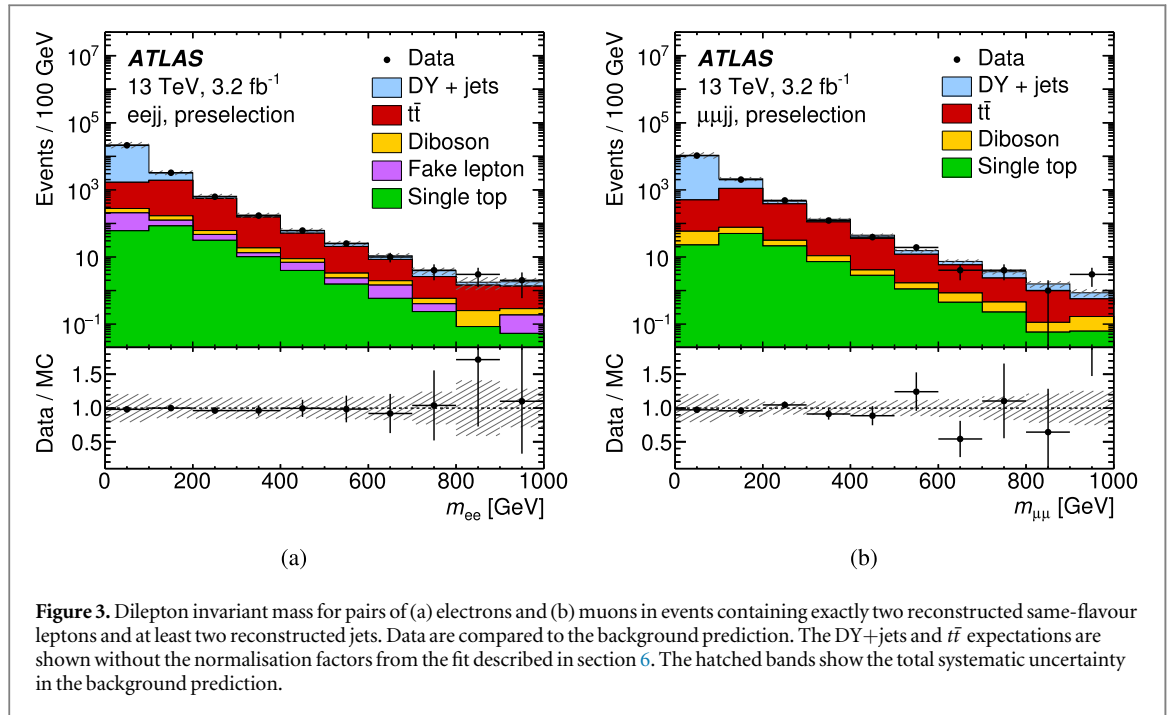 Events / 100 GeV
10⁷
10⁵
10³
10
10⁻¹
ATLAS
13 TeV, 3.2 fb⁻¹
eejj, preselection
Data
DY + jets
tt̄
Diboson
Fake lepton
Single top
Data / MC
1.5
1.0
0.5
0 200 400 600 800 1000
m_ee [GeV]
(a)
Events / 100 GeV
10⁷
10⁵
10³
10
10⁻¹
ATLAS
13 TeV, 3.2 fb⁻¹
μμjj, preselection
Data
DY + jets
tt̄
Diboson
Single top
Data / MC
1.5
1.0
0.5
0 200 400 600 800 1000
m_μμ [GeV]
(b)
Figure 3. Dilepton invariant mass for pairs of (a) electrons and (b) muons in events containing exactly two reconstructed same-flavour
leptons and at least two reconstructed jets. Data are compared to the background prediction. The DY+jets and tt̄ expectations are
shown without the normalisation factors from the fit described in section 6. The hatched bands show the total systematic uncertainty
in the background prediction.